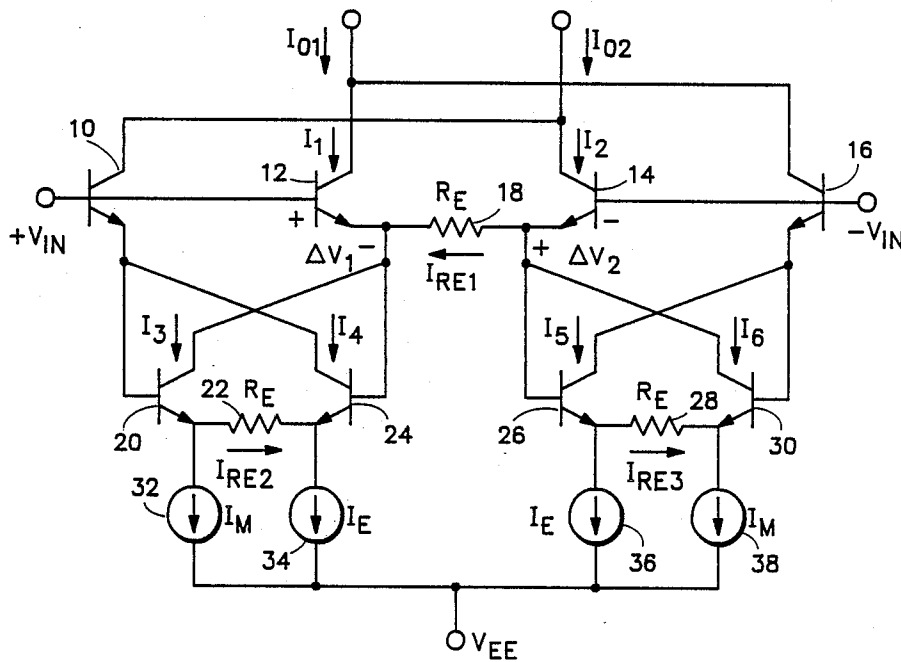 I01 I02
10 I1 I2 16
12 RE 18 14
+ −
+VIN −VIN
ΔV1 − + ΔV2
IRE1
I3 I4 I5 I6
22 RE RE 28
20 24 26 30
IRE2 IRE3
32 IM IE IE IM
34 36 38
VEE